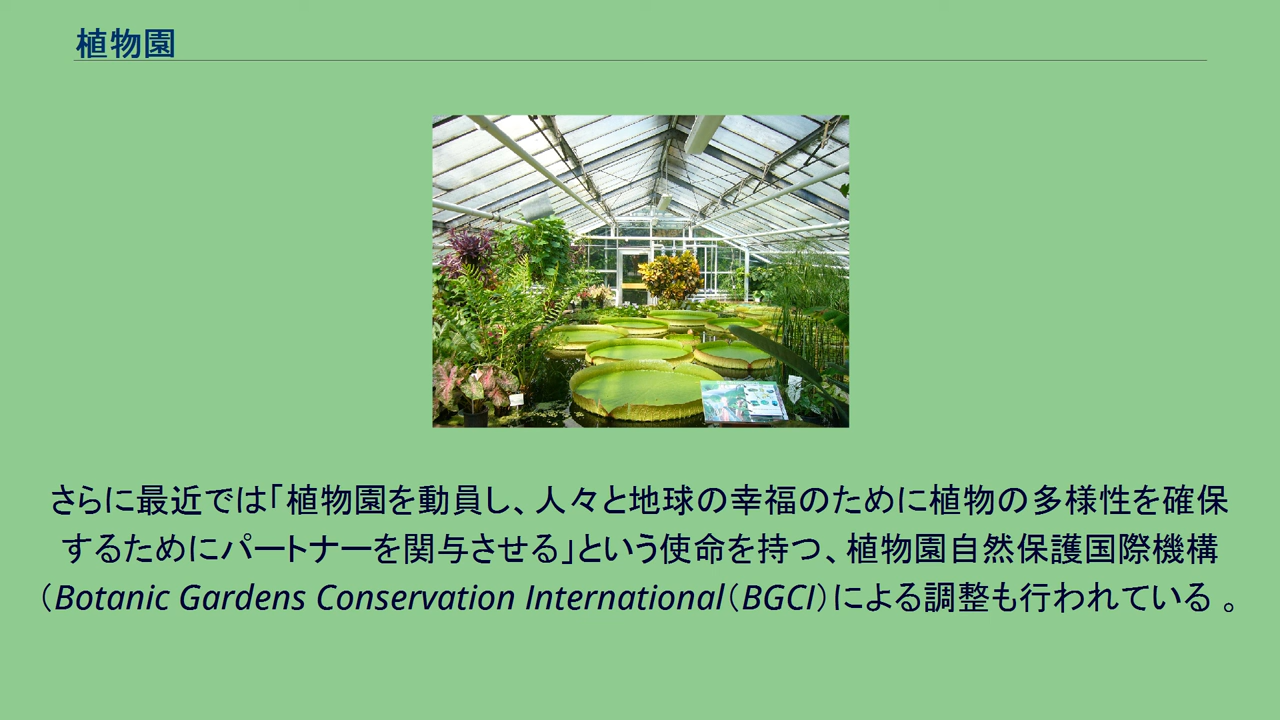 植物園
さらに最近では「植物園を動員し、人々と地球の幸福のために植物の多様性を確保
するためにパートナーを関与させる」という使命を持つ、植物園自然保護国際機構
（Botanic Gardens Conservation International（BGCI）による調整も行われている 。